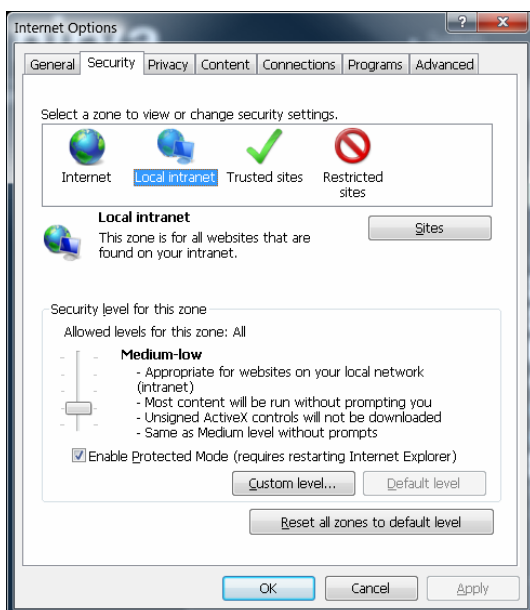 Internet Options
?
X
General Security Privacy Content Connections Programs Advanced
Select a zone to view or change security settings.
Internet Local intranet Trusted sites Restricted
sites
Local intranet
This zone is for all websites that are
found on your intranet.
Sites
Security level for this zone
Allowed levels for this zone: All
Medium-low
- Appropriate for websites on your local network
(intranet)
- Most content will be run without prompting you
- Unsigned ActiveX controls will not be downloaded
- Same as Medium level without prompts
Enable Protected Mode (requires restarting Internet Explorer)
Custom level... Default level
Reset all zones to default level
OK Cancel Apply